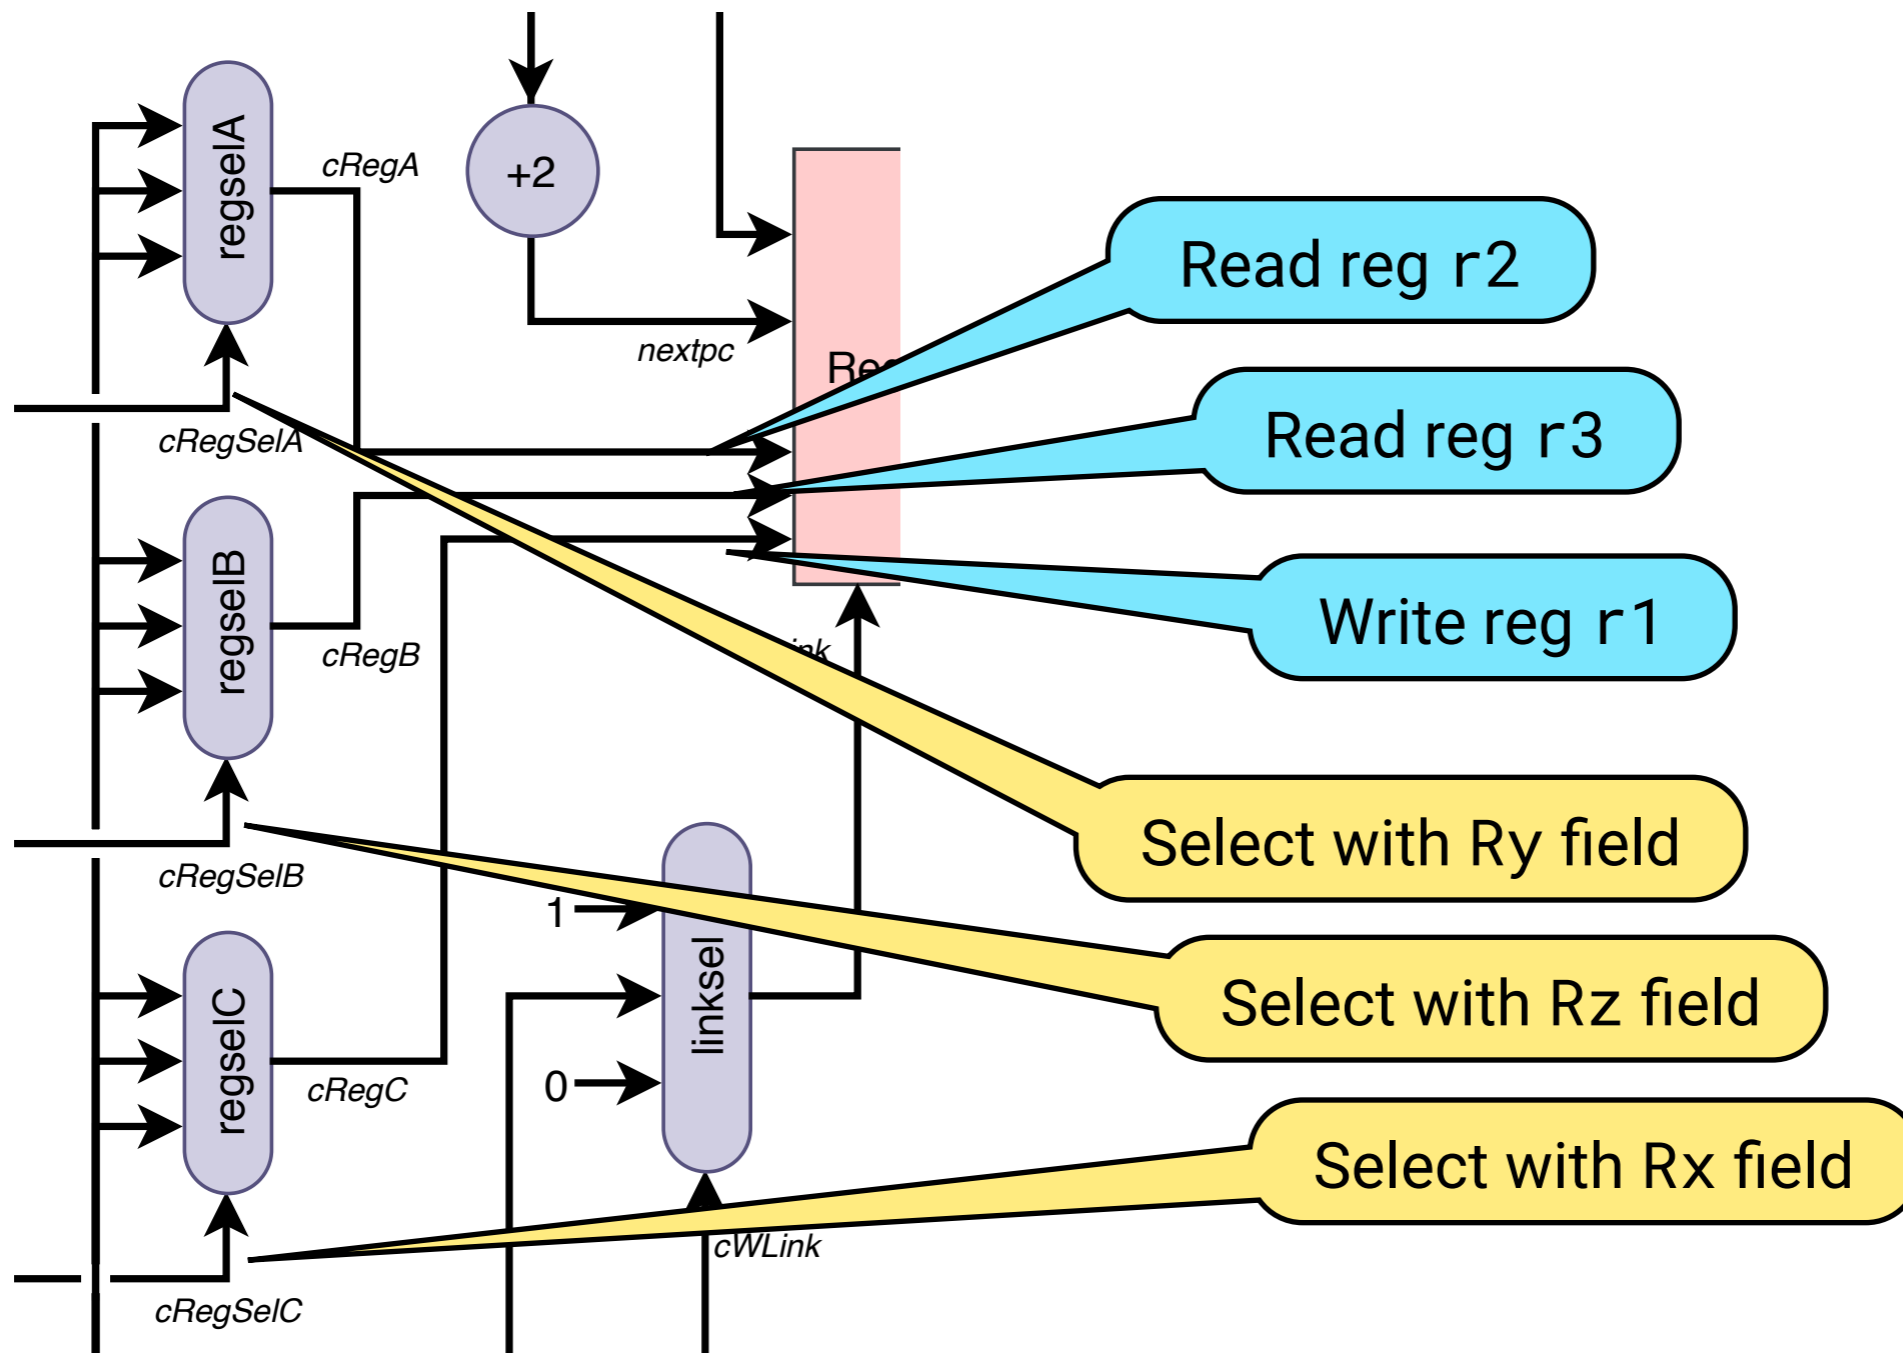 regselA
cRegA
+2
nextpc
Read reg r2
Read reg r3
Write reg r1
cRegSelA
regselB
cRegB
cRegSelB
Select with Ry field
1
linksel
0
Select with Rz field
regselC
cRegC
Select with Rx field
cWLink
cRegSelC